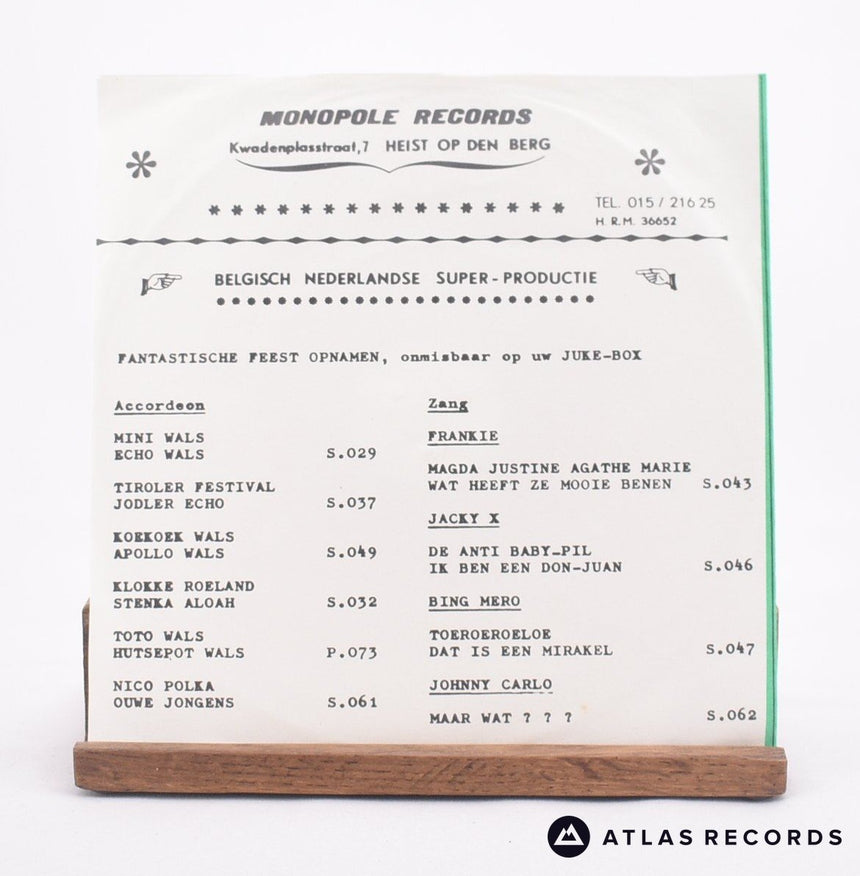 MONOPOLE RECORDS
Kwadenplasstraat,7 HEIST OP DEN BERG
TEL. 015 / 216 25
H.R.M. 36652
BELGISCH NEDERLANDSE SUPER-PRODUCTIE
FANTASTISCHE FEEST OPNAMEN, onmisbaar op uw JUKE-BOX
Accordeon
MINI WALS
ECHO WALS S.029
TIROLER FESTIVAL
JODLER ECHO S.037
KOEKOEK WALS
APOLLO WALS S.049
KLOKKE ROELAND
STENKA ALOAH S.032
TOTO WALS
HUTSEPOT WALS P.073
NICO POLKA
OUWE JONGENS S.061
Zang
FRANKIE
MAGDA JUSTINE AGATHE MARIE
WAT HEEFT ZE MOOIE BENEN S.043
JACKY X
DE ANTI BABY-PIL
IK BEN EEN DON-JUAN S.046
BING MERO
TOEROEROELOE
DAT IS EEN MIRAKEL S.047
JOHNNY CARLO
MAAR WAT ? ? ? S.062
ATLAS RECORDS